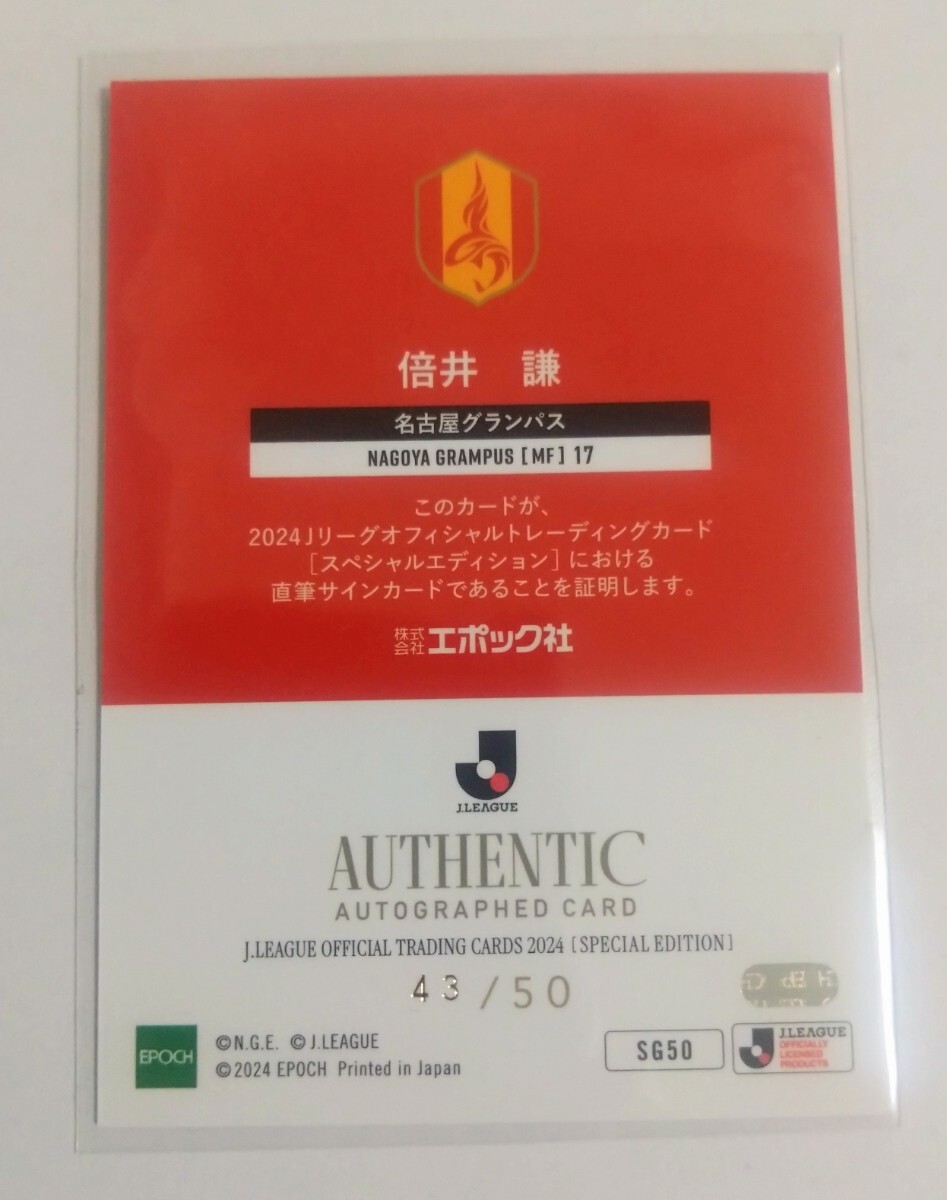 倍井 謙
名古屋グランパス
NAGOYA GRAMPUS [MF] 17
このカードが、
2024Jリーグオフィシャルトレーディングカード
[スペシャルエディション]における
直筆サインカードであることを証明します。
株式会社 エポック社
J.LEAGUE
AUTHENTIC
AUTOGRAPHED CARD
J.LEAGUE OFFICIAL TRADING CARDS 2024 [SPECIAL EDITION]
43/50
EPOCH
©N.G.E. ©J.LEAGUE
©2024 EPOCH Printed in Japan
SG50
J.LEAGUE
OFFICIALLY
LICENSED
PRODUCTS